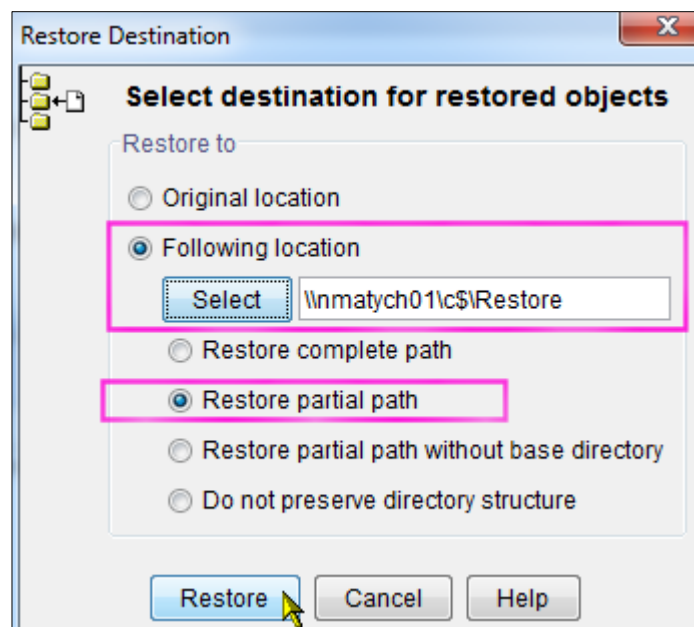 Restore Destination
Select destination for restored objects
Restore to
Original location
Following location
Select \\nmatych01\c$\Restore
Restore complete path
Restore partial path
Restore partial path without base directory
Do not preserve directory structure
Restore Cancel Help